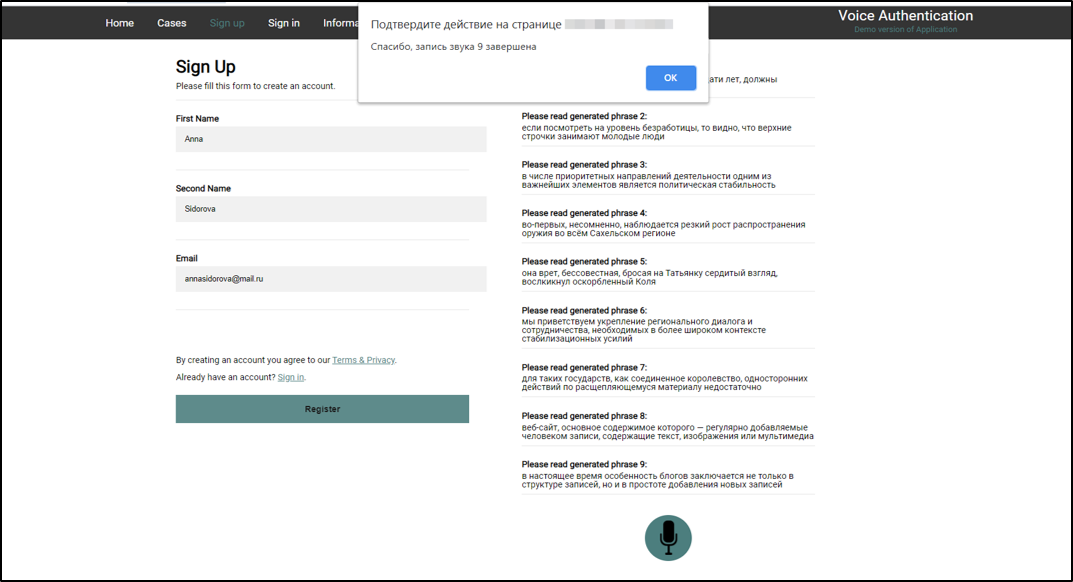 Home Cases Sign up Sign in Informa
Voice Authentication
Demo version of Application
Подтвердите действие на странице
Спасибо, запись звука 9 завершена
OK
Sign Up
Please fill this form to create an account.
First Name
Anna
Second Name
Sidorova
Email
annasidorova@mail.ru
By creating an account you agree to our Terms & Privacy.
Already have an account? Sign in.
Register
лет, должны
Please read generated phrase 2:
если посмотреть на уровень безработицы, то видно, что верхние
строчки занимают молодые люди
Please read generated phrase 3:
в числе приоритетных направлений деятельности одним из
важнейших элементов является политическая стабильность
Please read generated phrase 4:
во-первых, несомненно, наблюдается резкий рост распространения
оружия во всём Сахельском регионе
Please read generated phrase 5:
она врет, бессовестная, бросая на Татьянку сердитый взгляд,
вослкикнул оскорбленный Коля
Please read generated phrase 6:
мы приветствуем укрепление регионального диалога и
сотрудничества, необходимых в более широком контексте
стабилизационных усилий
Please read generated phrase 7:
для таких государств, как соединенное королевство, односторонних
действий по расщепляющемуся материалу недостаточно
Please read generated phrase 8:
веб-сайт, основное содержимое которого — регулярно добавляемые
человеком записи, содержащие текст, изображения или мультимедиа
Please read generated phrase 9:
в настоящее время особенность блогов заключается не только в
структуре записей, но и в простоте добавления новых записей